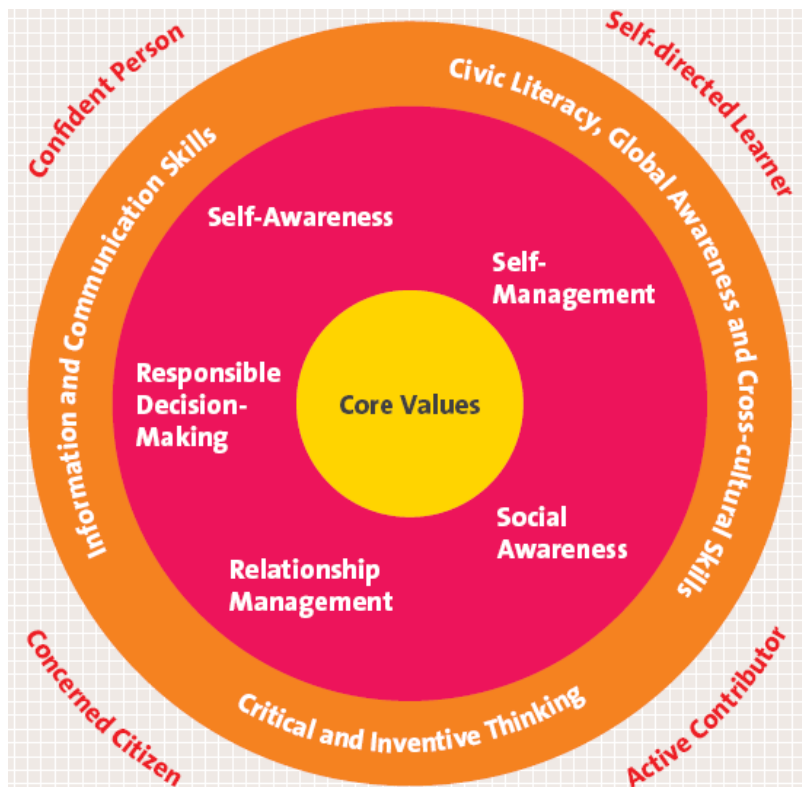 Confident Person
Self-directed Learner
Civic Literacy, Global Awareness and Cross-cultural Skills
Information and Communication Skills
Self-Awareness
Self-
Management
Responsible
Decision-
Making
Core Values
Social
Awareness
Relationship
Management
Critical and Inventive Thinking
Concerned Citizen
Active Contributor